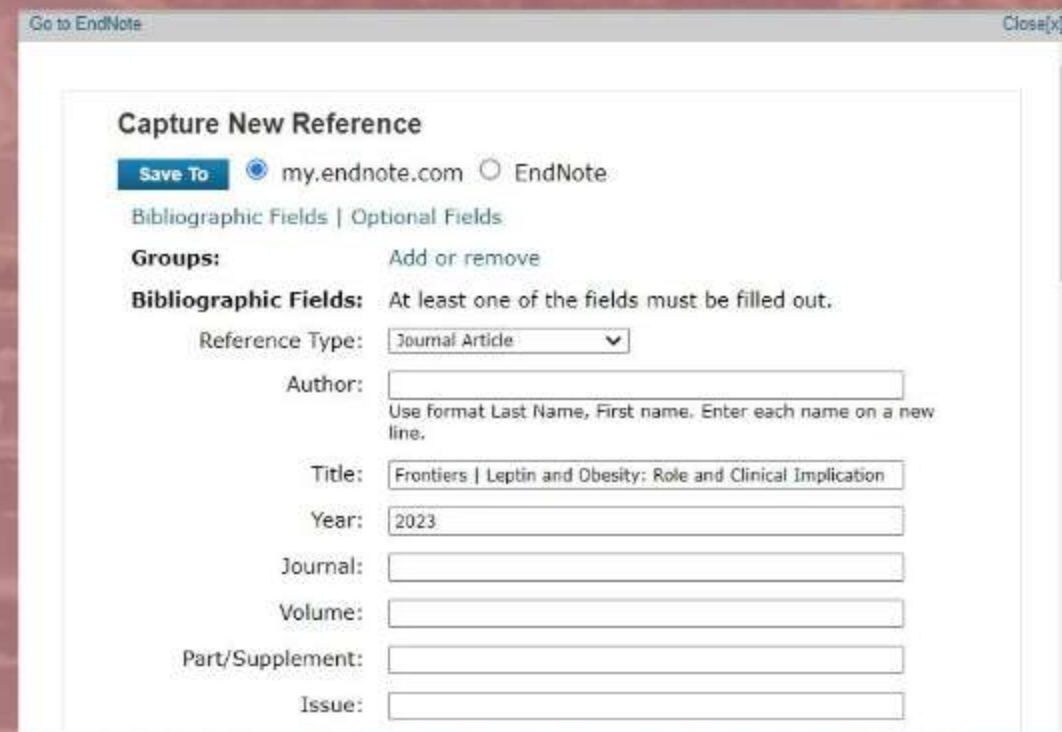 Go to EndNote Close[x]
Capture New Reference
Save To my.endnote.com EndNote
Bibliographic Fields | Optional Fields
Groups: Add or remove
Bibliographic Fields: At least one of the fields must be filled out.
Reference Type: Journal Article
Author:
Use format Last Name, First name. Enter each name on a new
line.
Title: Frontiers | Leptin and Obesity: Role and Clinical Implication
Year: 2023
Journal:
Volume:
Part/Supplement:
Issue: